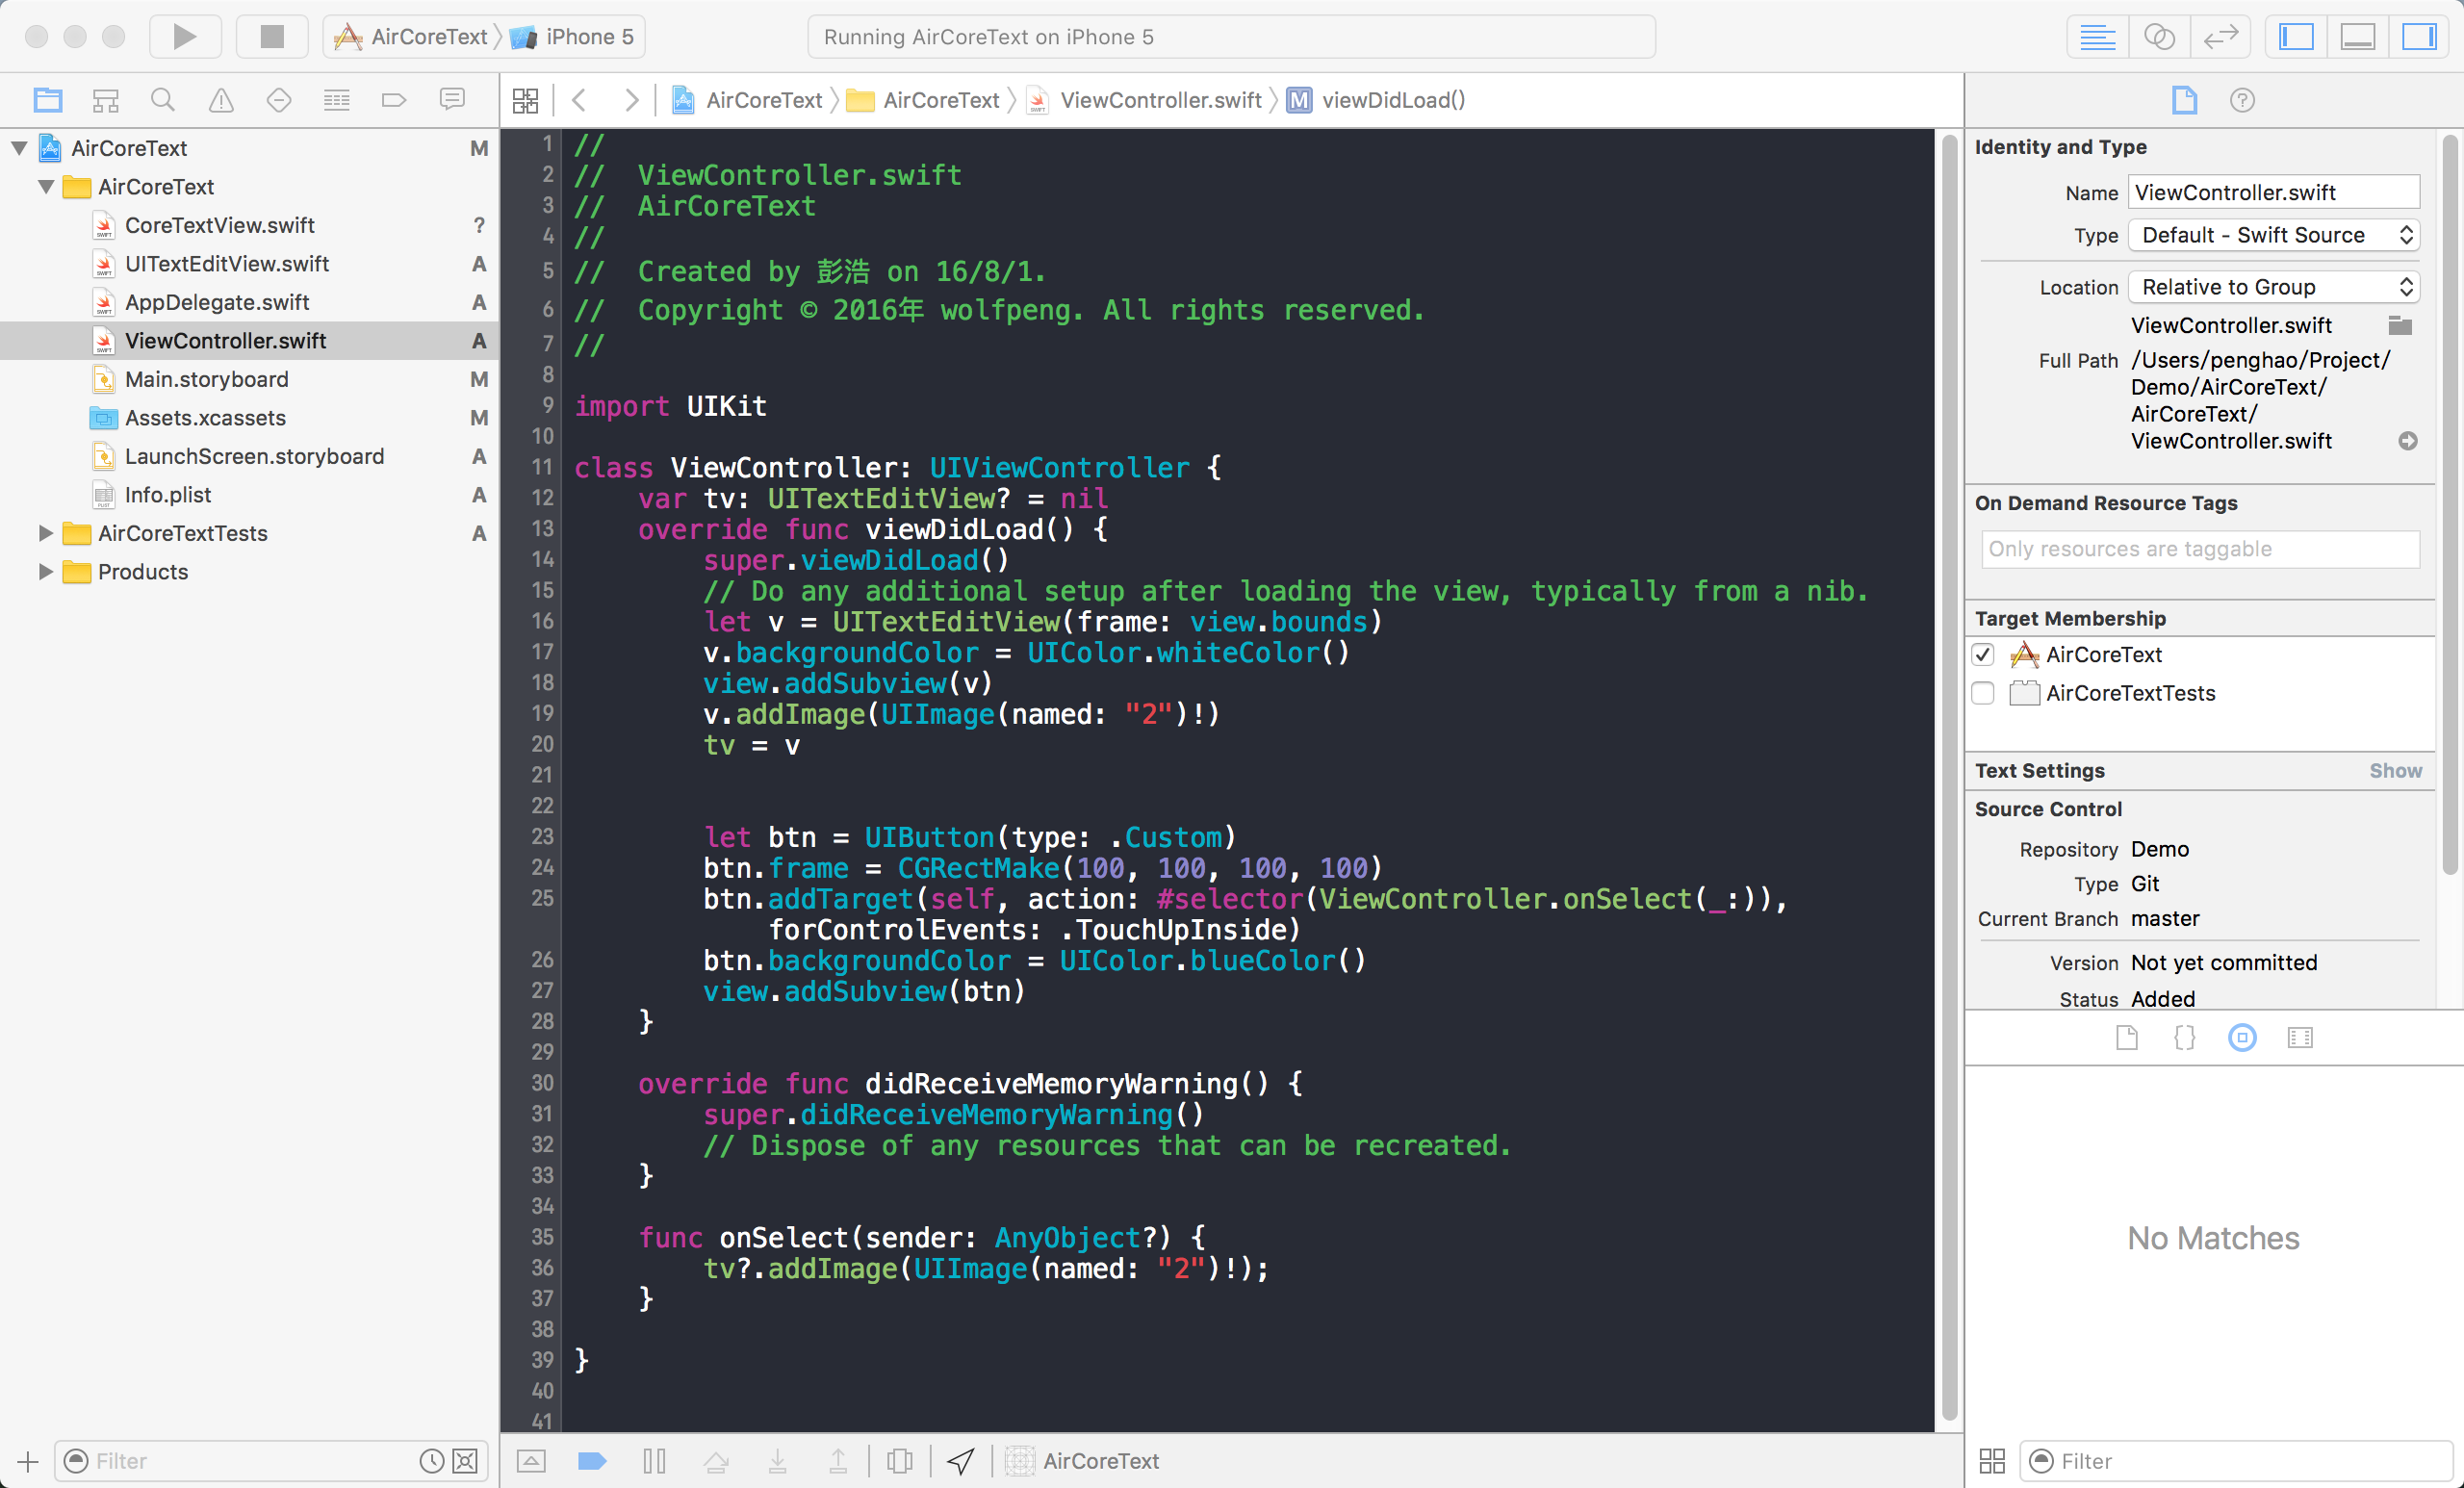 AirCoreText iPhone 5
Running AirCoreText on iPhone 5
AirCoreText M
AirCoreText
CoreTextView.swift ?
UITextEditView.swift A
AppDelegate.swift A
ViewController.swift A
Main.storyboard M
Assets.xcassets M
LaunchScreen.storyboard A
Info.plist A
AirCoreTextTests A
Products
Filter
AirCoreText AirCoreText ViewController.swift M viewDidLoad()
1 //
2 //  ViewController.swift
3 //  AirCoreText
4 //
5 //  Created by 彭浩 on 16/8/1.
6 //  Copyright © 2016年 wolfpeng. All rights reserved.
7 //
8
9 import UIKit
10
11 class ViewController: UIViewController {
12     var tv: UITextEditView? = nil
13     override func viewDidLoad() {
14         super.viewDidLoad()
15         // Do any additional setup after loading the view, typically from a nib.
16         let v = UITextEditView(frame: view.bounds)
17         v.backgroundColor = UIColor.whiteColor()
18         view.addSubview(v)
19         v.addImage(UIImage(named: "2")!)
20         tv = v
21
22
23         let btn = UIButton(type: .Custom)
24         btn.frame = CGRectMake(100, 100, 100, 100)
25         btn.addTarget(self, action: #selector(ViewController.onSelect(_:)),
            forControlEvents: .TouchUpInside)
26         btn.backgroundColor = UIColor.blueColor()
27         view.addSubview(btn)
28     }
29
30     override func didReceiveMemoryWarning() {
31         super.didReceiveMemoryWarning()
32         // Dispose of any resources that can be recreated.
33     }
34
35     func onSelect(sender: AnyObject?) {
36         tv?.addImage(UIImage(named: "2")!);
37     }
38
39 }
40
41
AirCoreText
Identity and Type
Name ViewController.swift
Type Default - Swift Source
Location Relative to Group
ViewController.swift
Full Path /Users/penghao/Project/
Demo/AirCoreText/
AirCoreText/
ViewController.swift
On Demand Resource Tags
Only resources are taggable
Target Membership
AirCoreText
AirCoreTextTests
Text Settings Show
Source Control
Repository Demo
Type Git
Current Branch master
Version Not yet committed
Status Added
No Matches
Filter